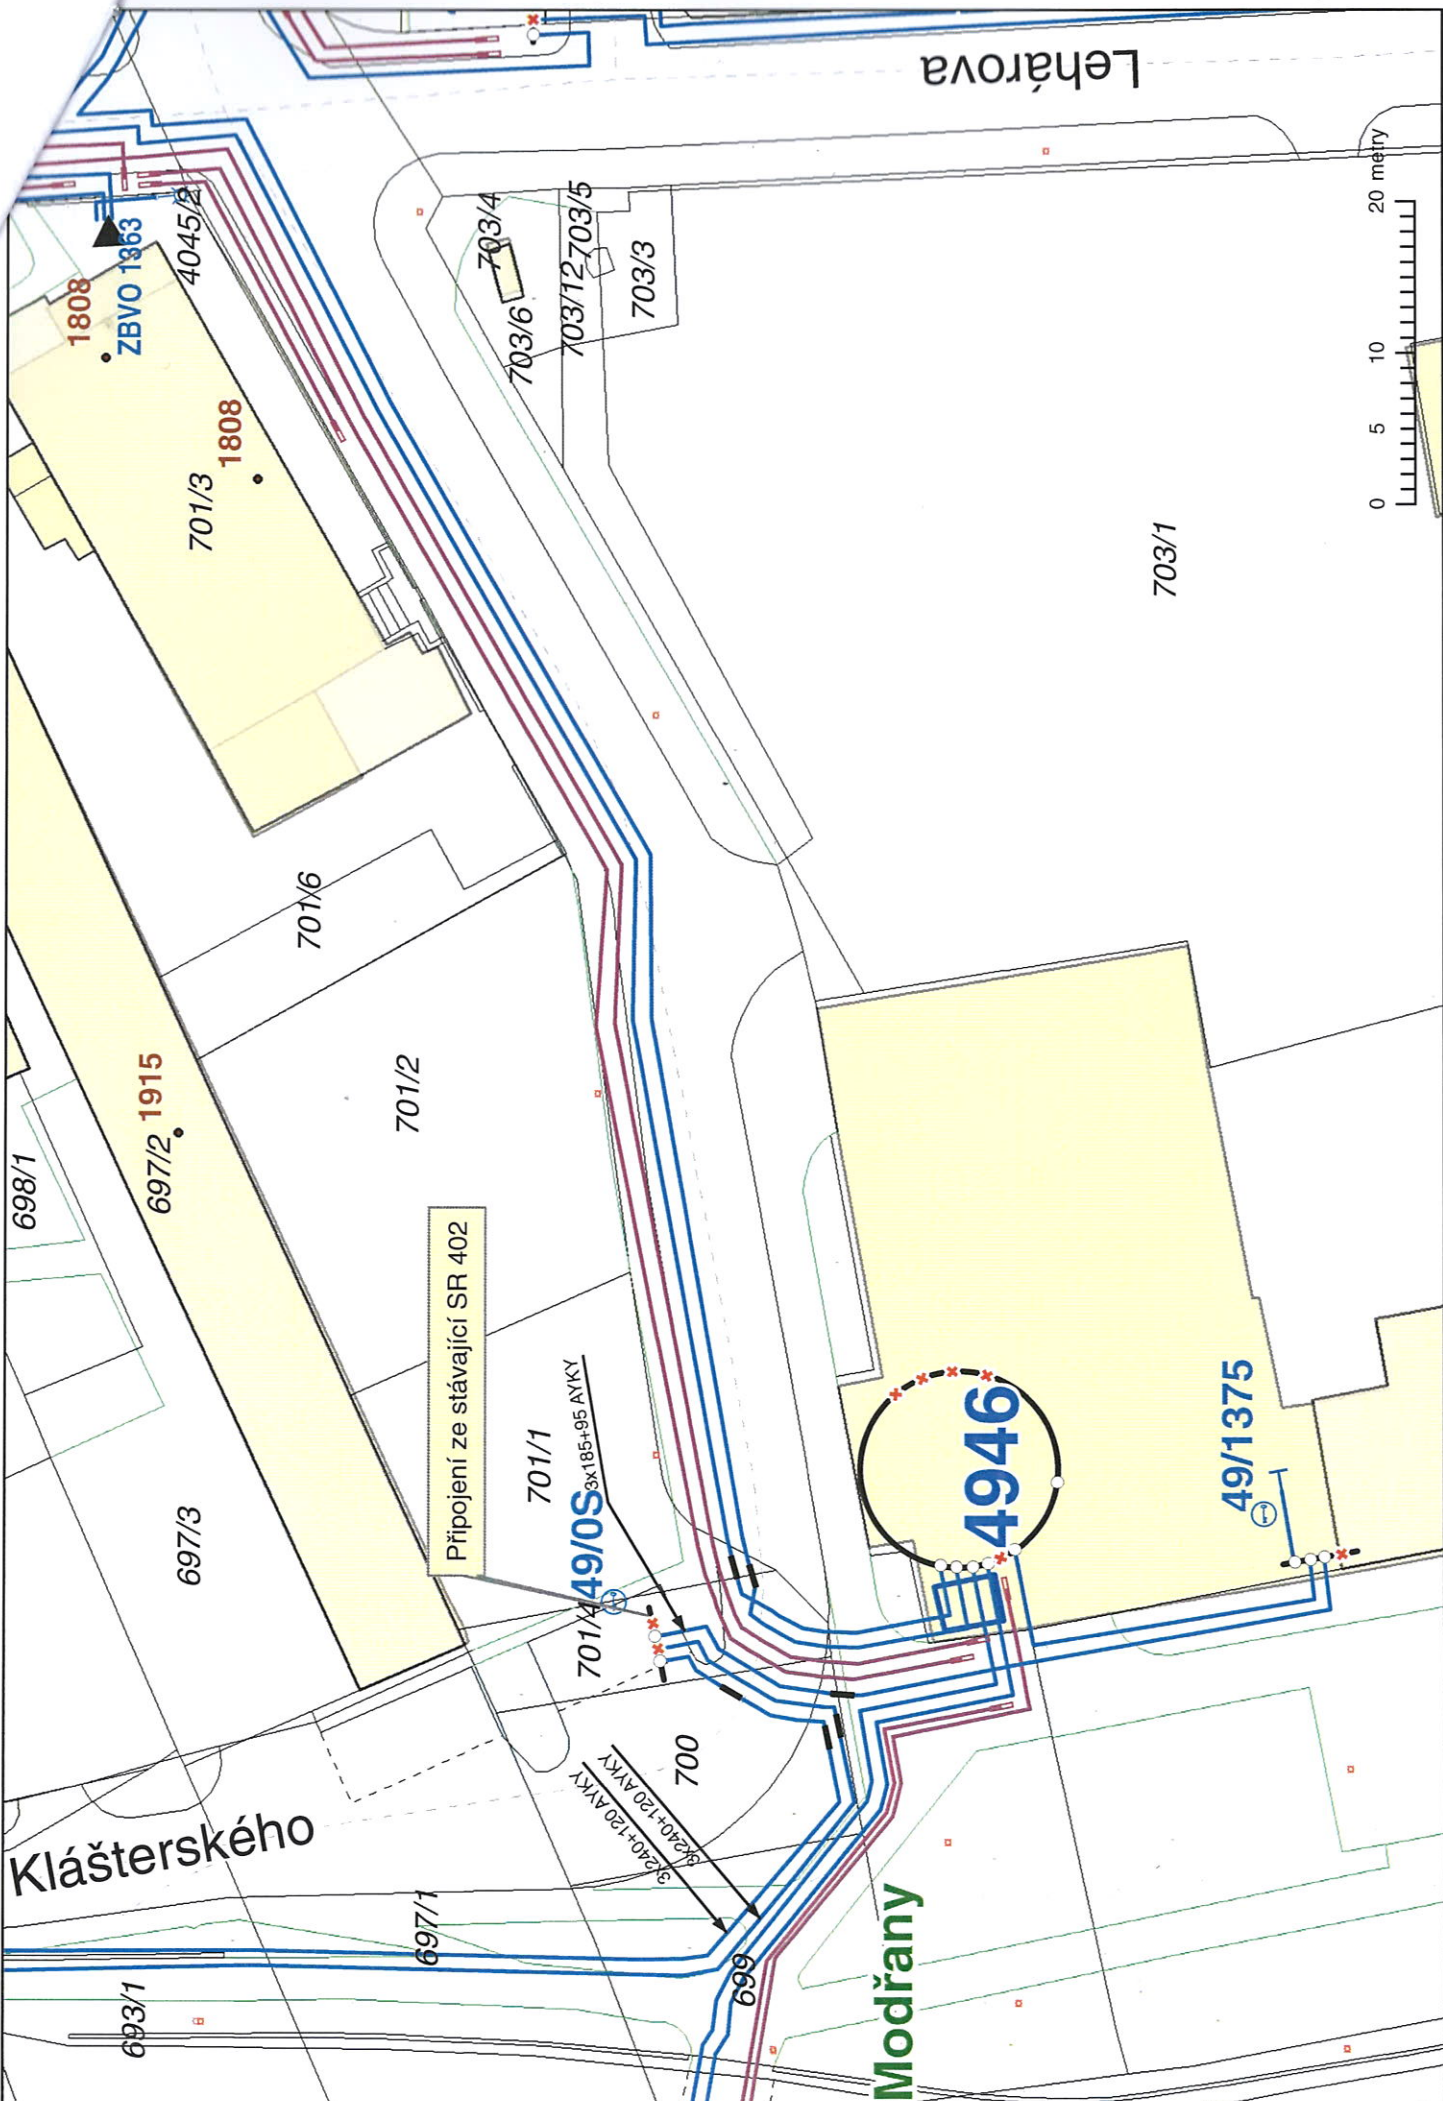 Lehárova
1808
ZBVO 1363
4045/2
1808
701/3
703/4
703/5
703/12
703/6
703/3
20 metry
10
5
0
703/1
701/6
1915
697/2
698/1
701/2
Připojení ze stávající SR 402
701/1
3x185+95 AYKY
49/0S
701/4
697/3
4946
49/1375
700
3x240+120 AYKY
3x240+120 AYKY
Klášterského
697/1
693/1
699
Modřany